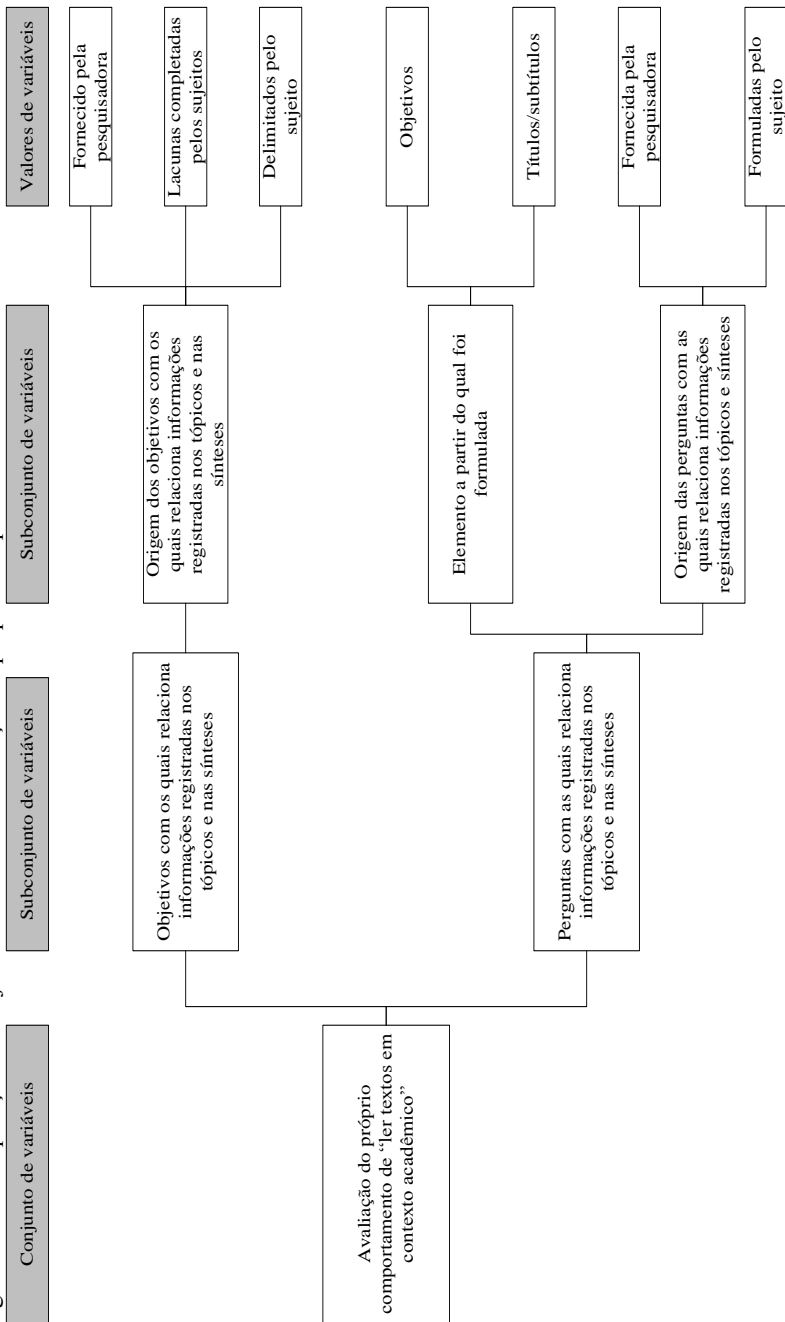 Conjunto de variáveis
Subconjunto de variáveis
Subconjunto de variáveis
Valores de variáveis
Avaliação do próprio
comportamento de “ler textos em
contexto acadêmico”
Objetivos com os quais relaciona
informações registradas nos
tópicos e nas sínteses
Origem dos objetivos com os
quais relaciona informações
registradas nos tópicos e nas
sínteses
Fornecido pela
pesquisadora
Lacunas completadas
pelos sujeitos
Delimitados pelo
sujeito
Perguntas com as quais relaciona
informações registradas nos
tópicos e nas sínteses
Elemento a partir do qual foi
formulada
Objetivos
Títulos/subtítulos
Origem das perguntas com as
quais relaciona informações
registradas nos tópicos e sínteses
Fornecida pela
pesquisadora
Formuladas pelo
sujeito